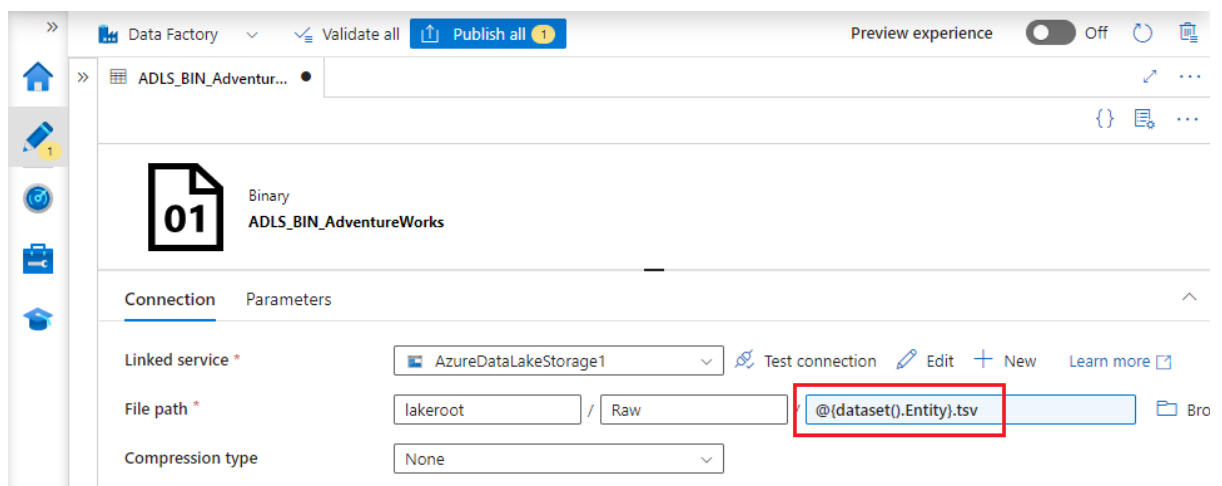 Data Factory Validate all Publish all 1 Preview experience Off
ADLS_BIN_Adventur...
1
01
Binary
ADLS_BIN_AdventureWorks
Connection Parameters
Linked service * AzureDataLakeStorage1 Test connection Edit New Learn more
File path * lakeroot / Raw / @{dataset().Entity}.tsv Bro
Compression type None